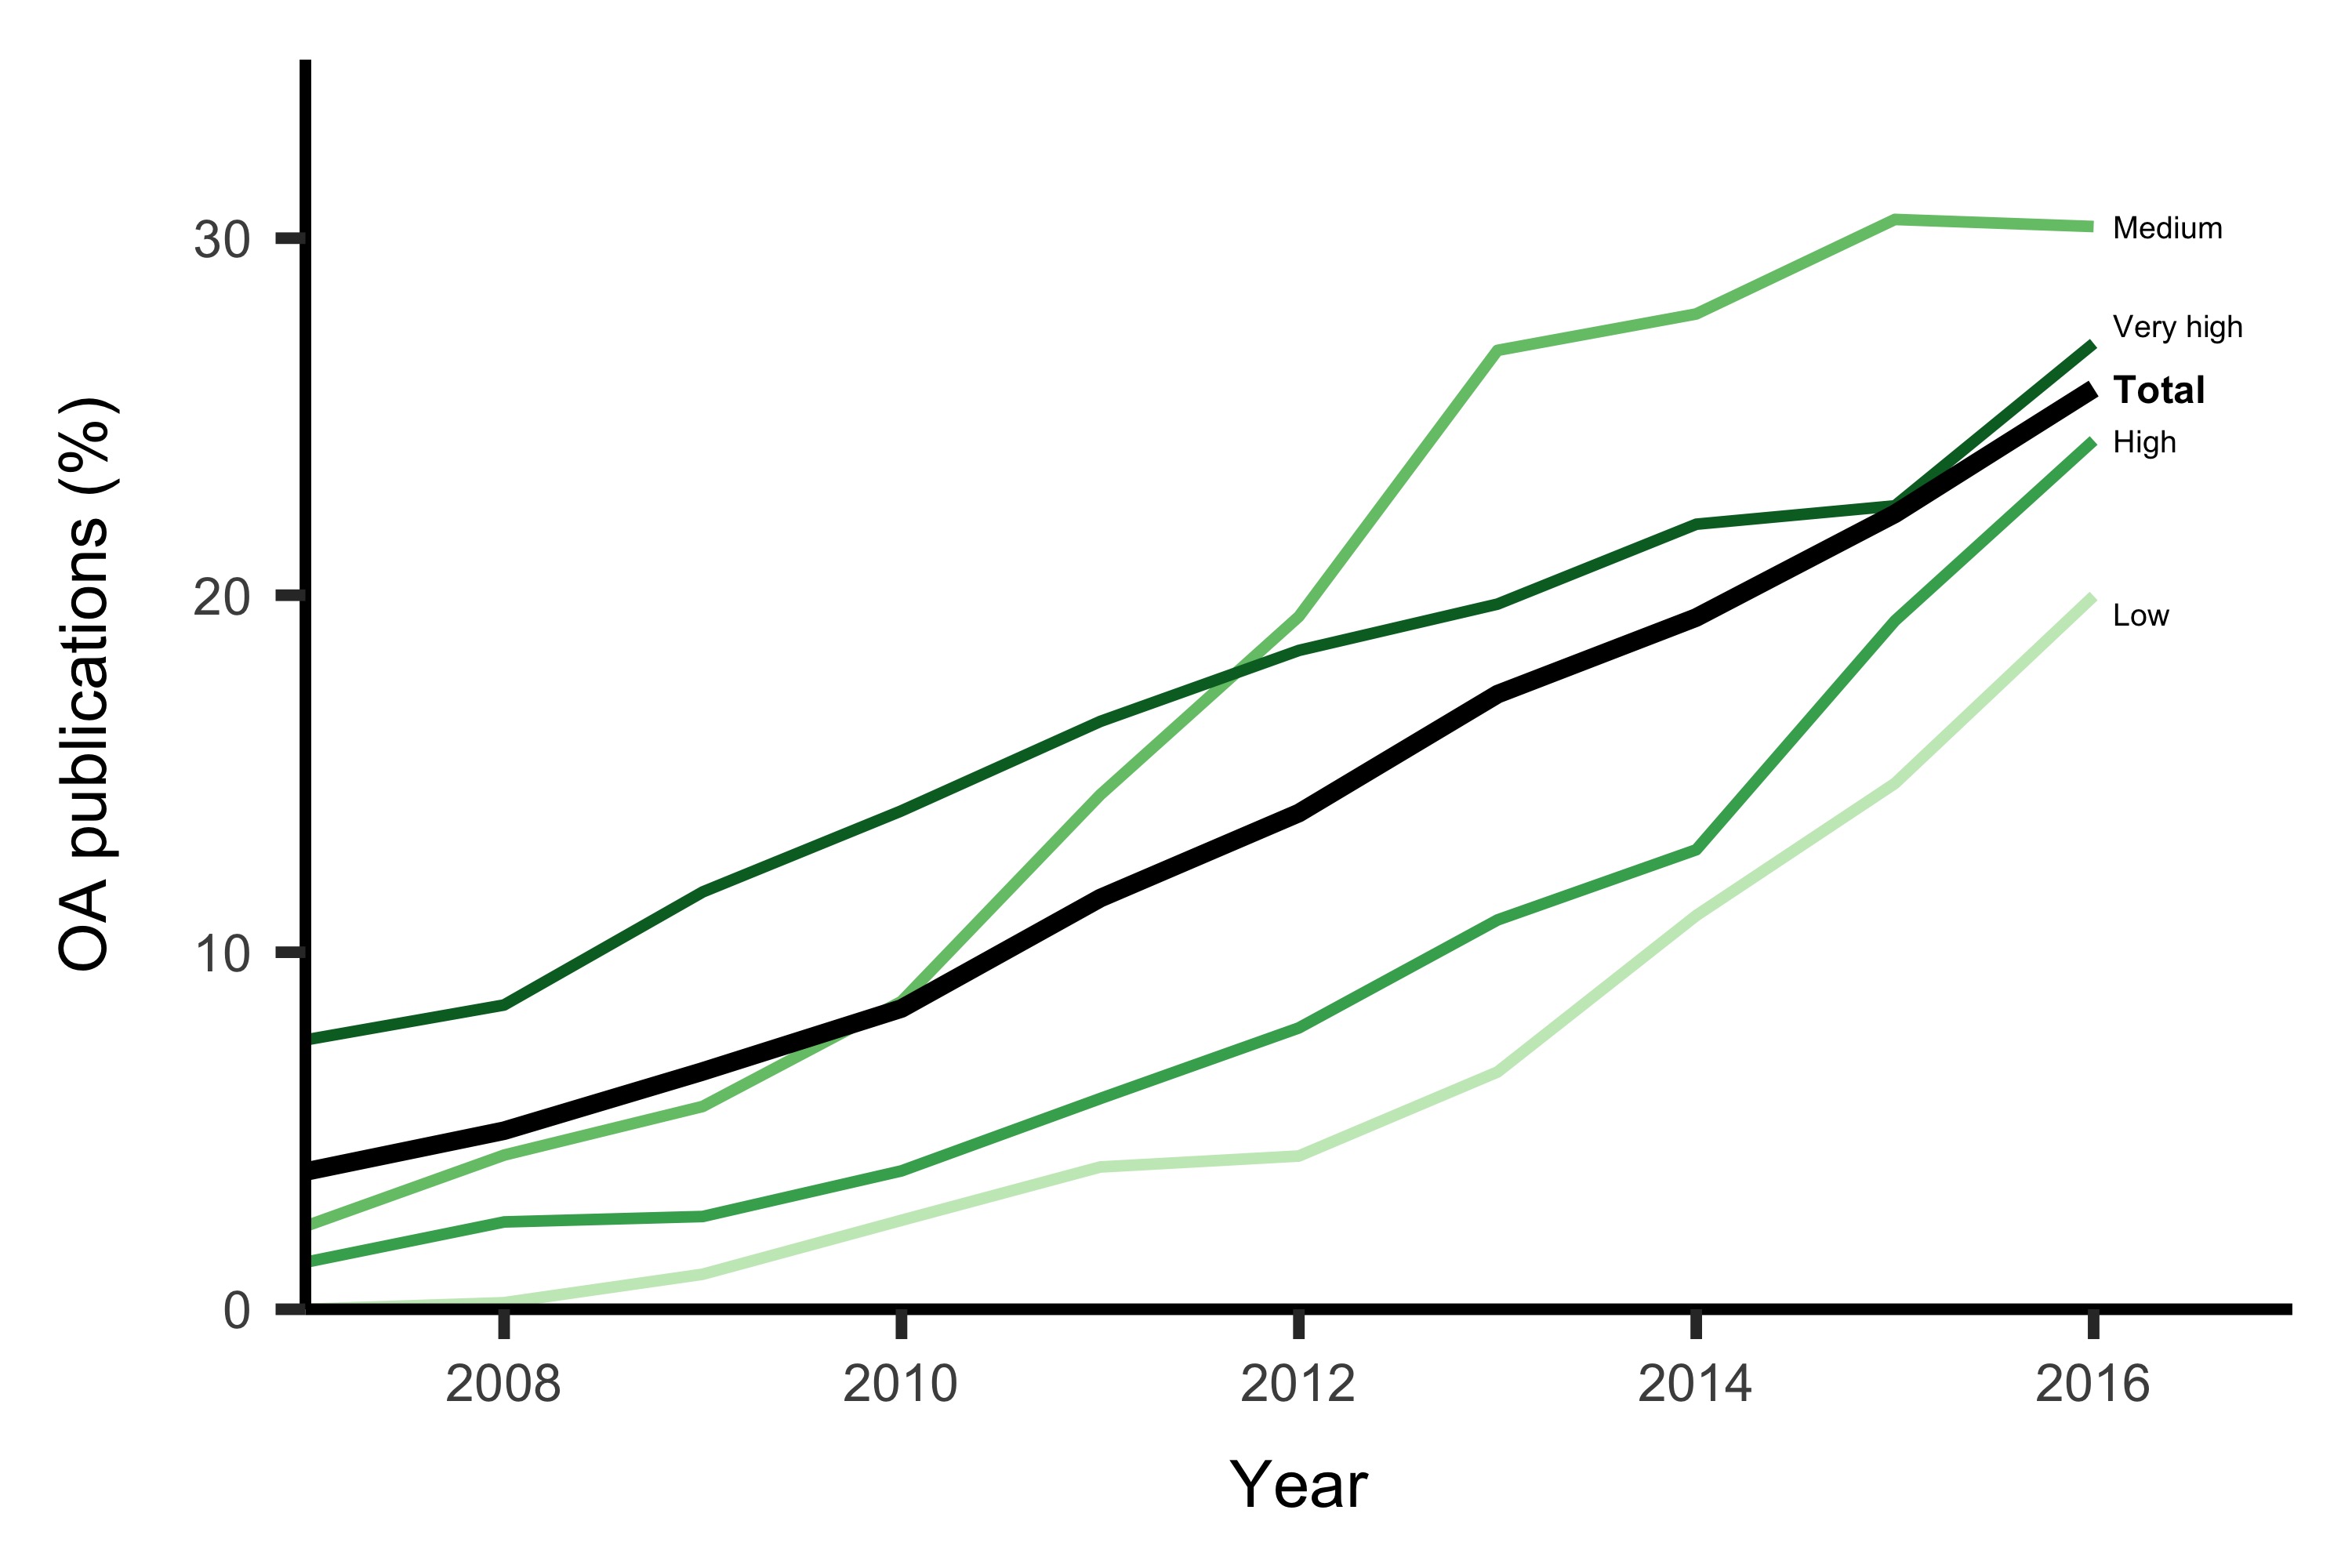 OA publications (%)
30
20
10
0
Medium
Very high
Total
High
Low
2008
2010
2012
2014
2016
Year